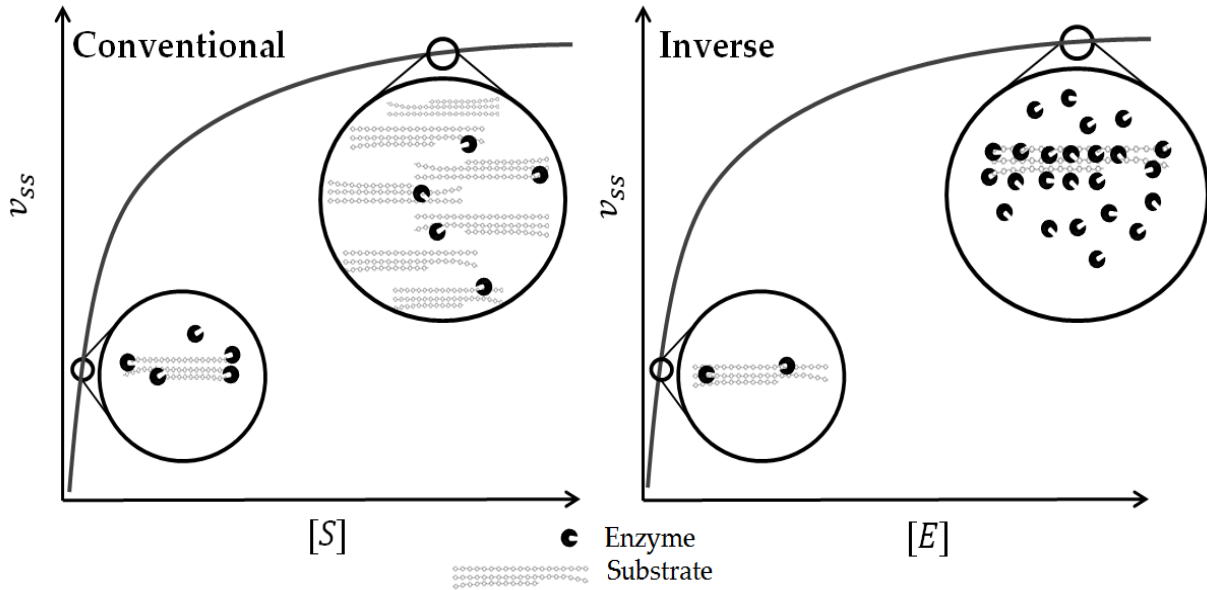 Conventional
v_ss
[S]
Inverse
v_ss
[E]
Enzyme
Substrate